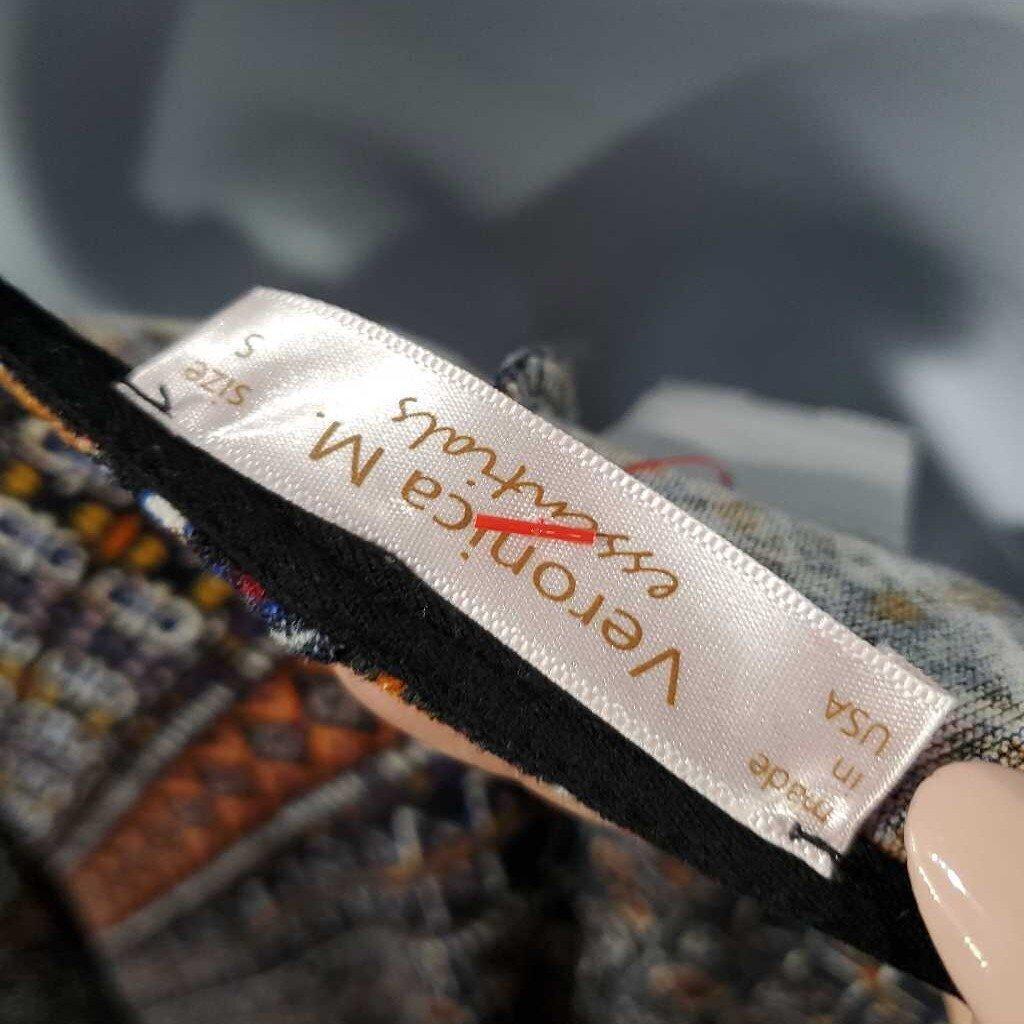 made
in
USA
Veronica M.
essentials
size
S